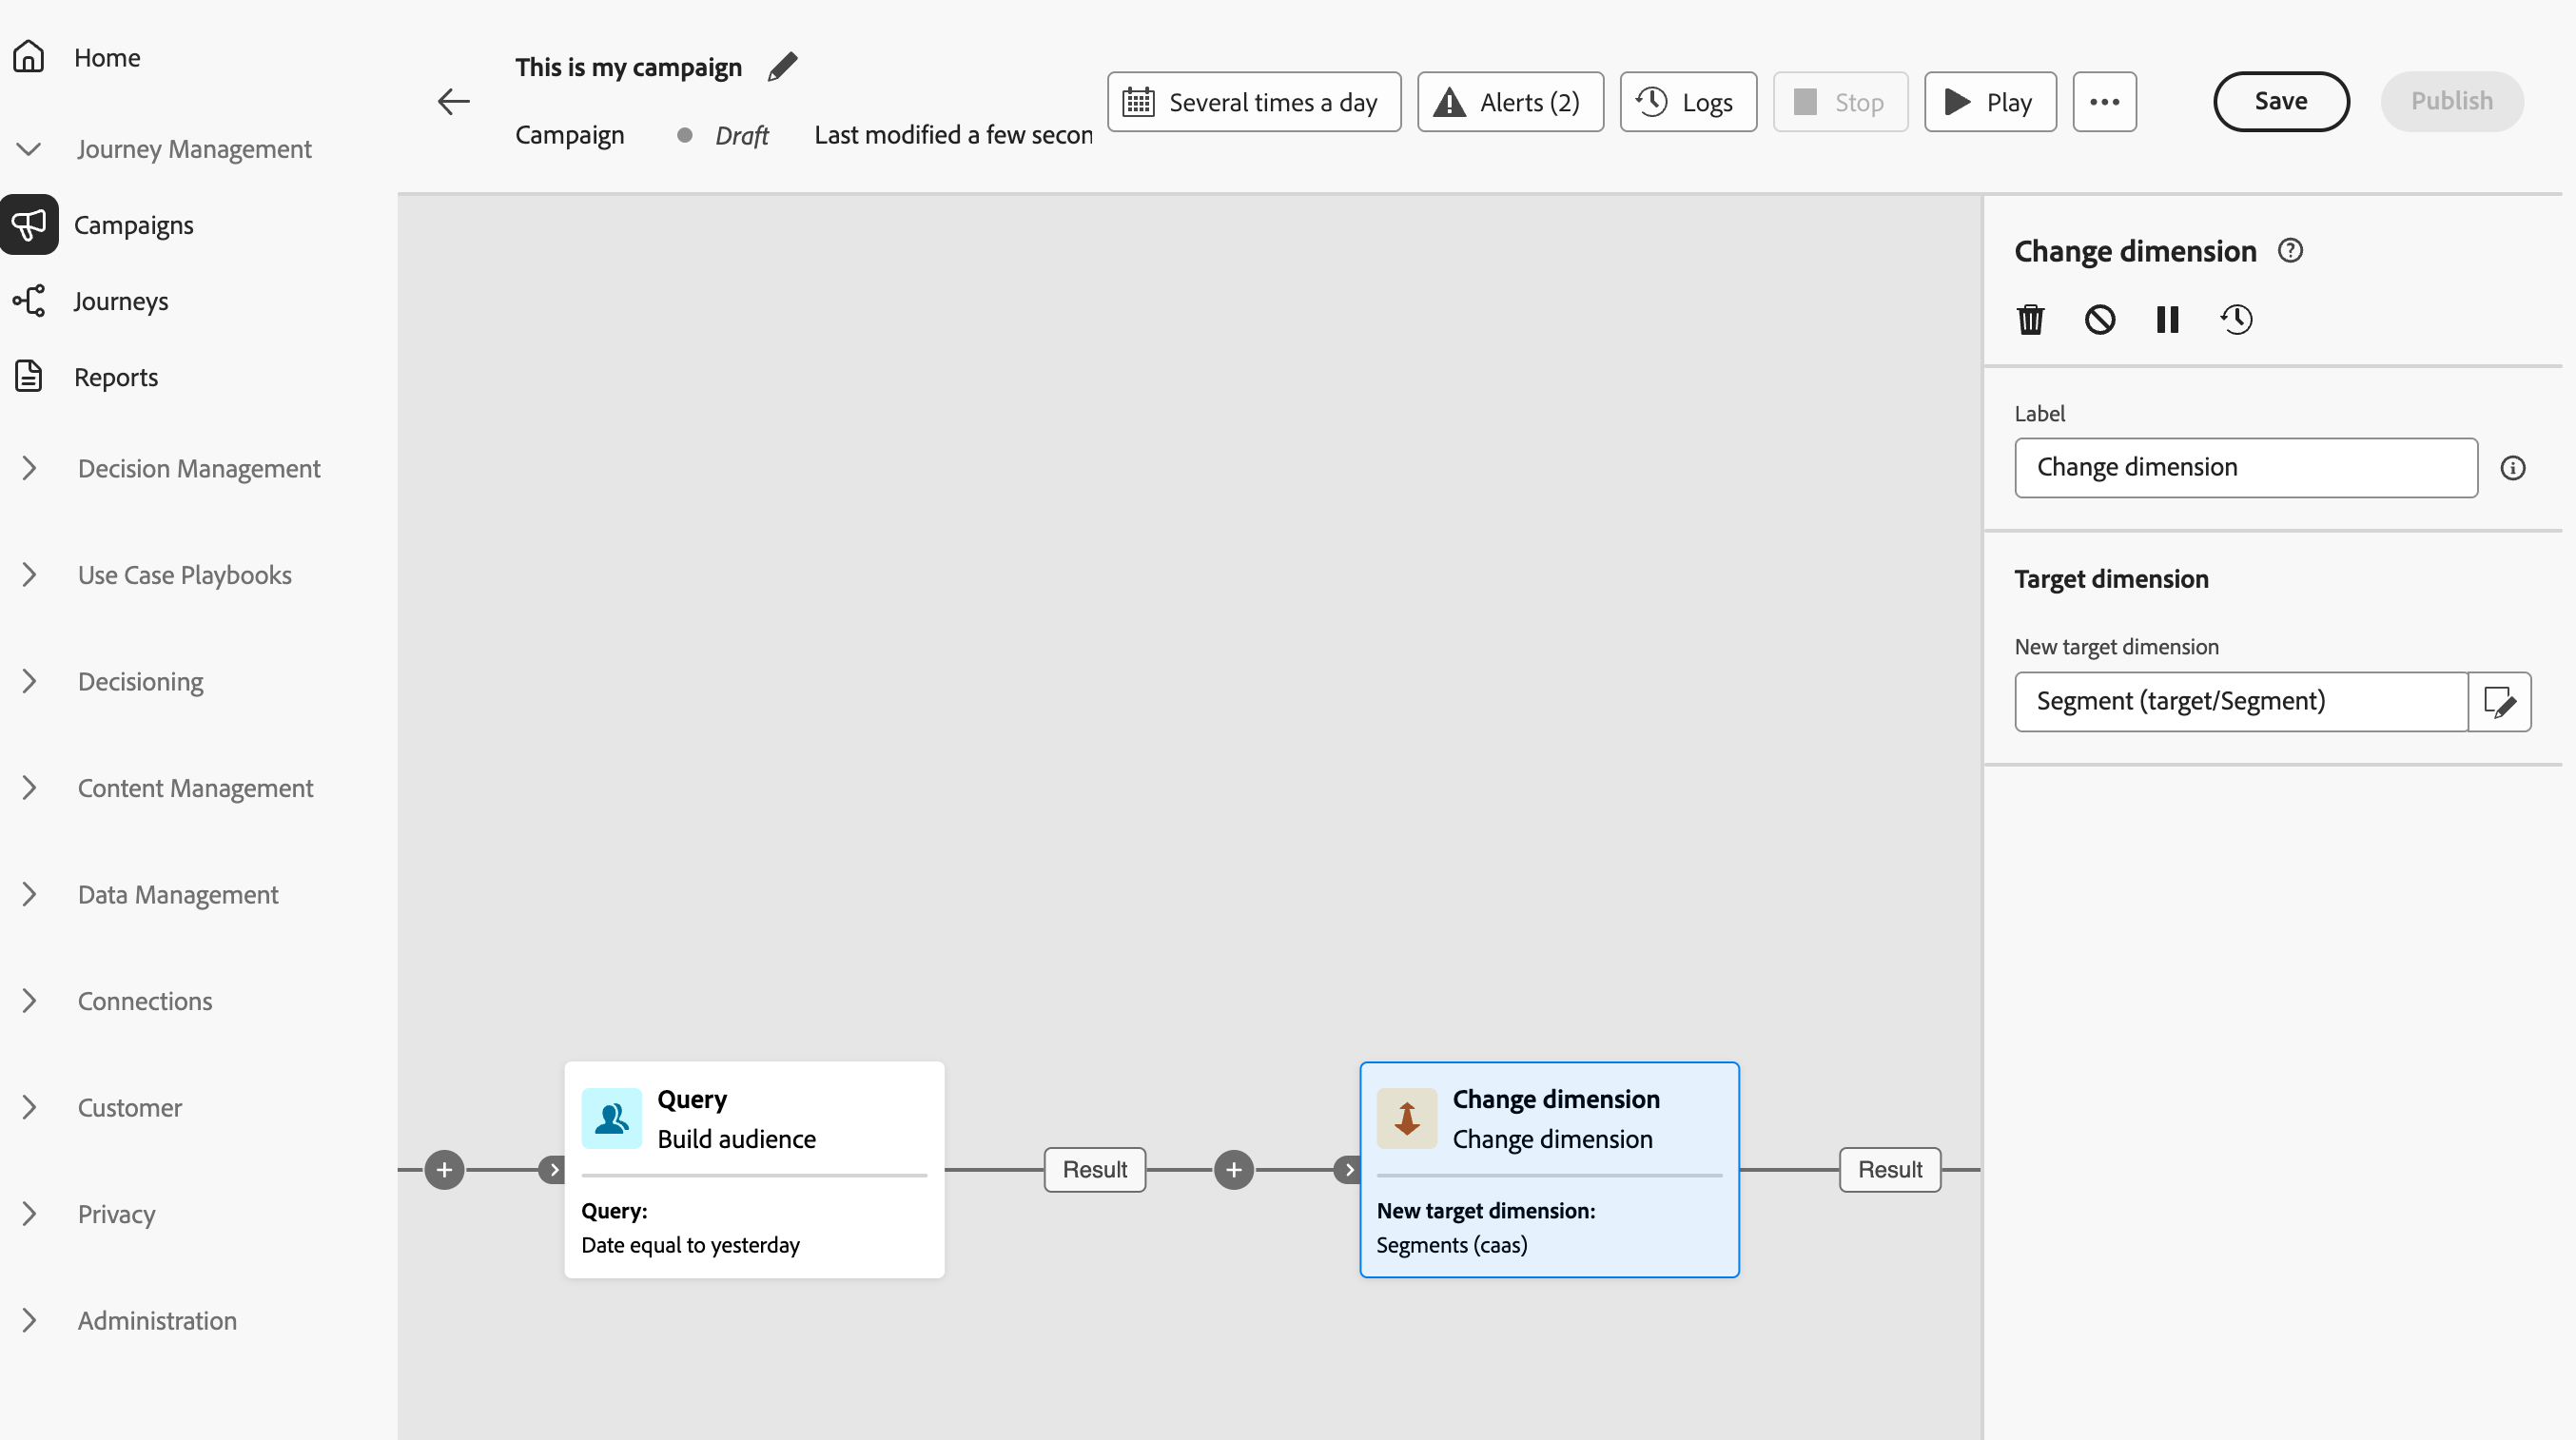 Home
Journey Management
Campaigns
Journeys
Reports
Decision Management
Use Case Playbooks
Decisioning
Content Management
Data Management
Connections
Customer
Privacy
Administration
This is my campaign
Campaign Draft Last modified a few secon
Several times a day
Alerts (2)
Logs
Stop
Play
Save
Publish
Query
Build audience
Query:
Date equal to yesterday
Result
Change dimension
Change dimension
New target dimension:
Segments (caas)
Result
Change dimension
Label
Change dimension
Target dimension
New target dimension
Segment (target/Segment)